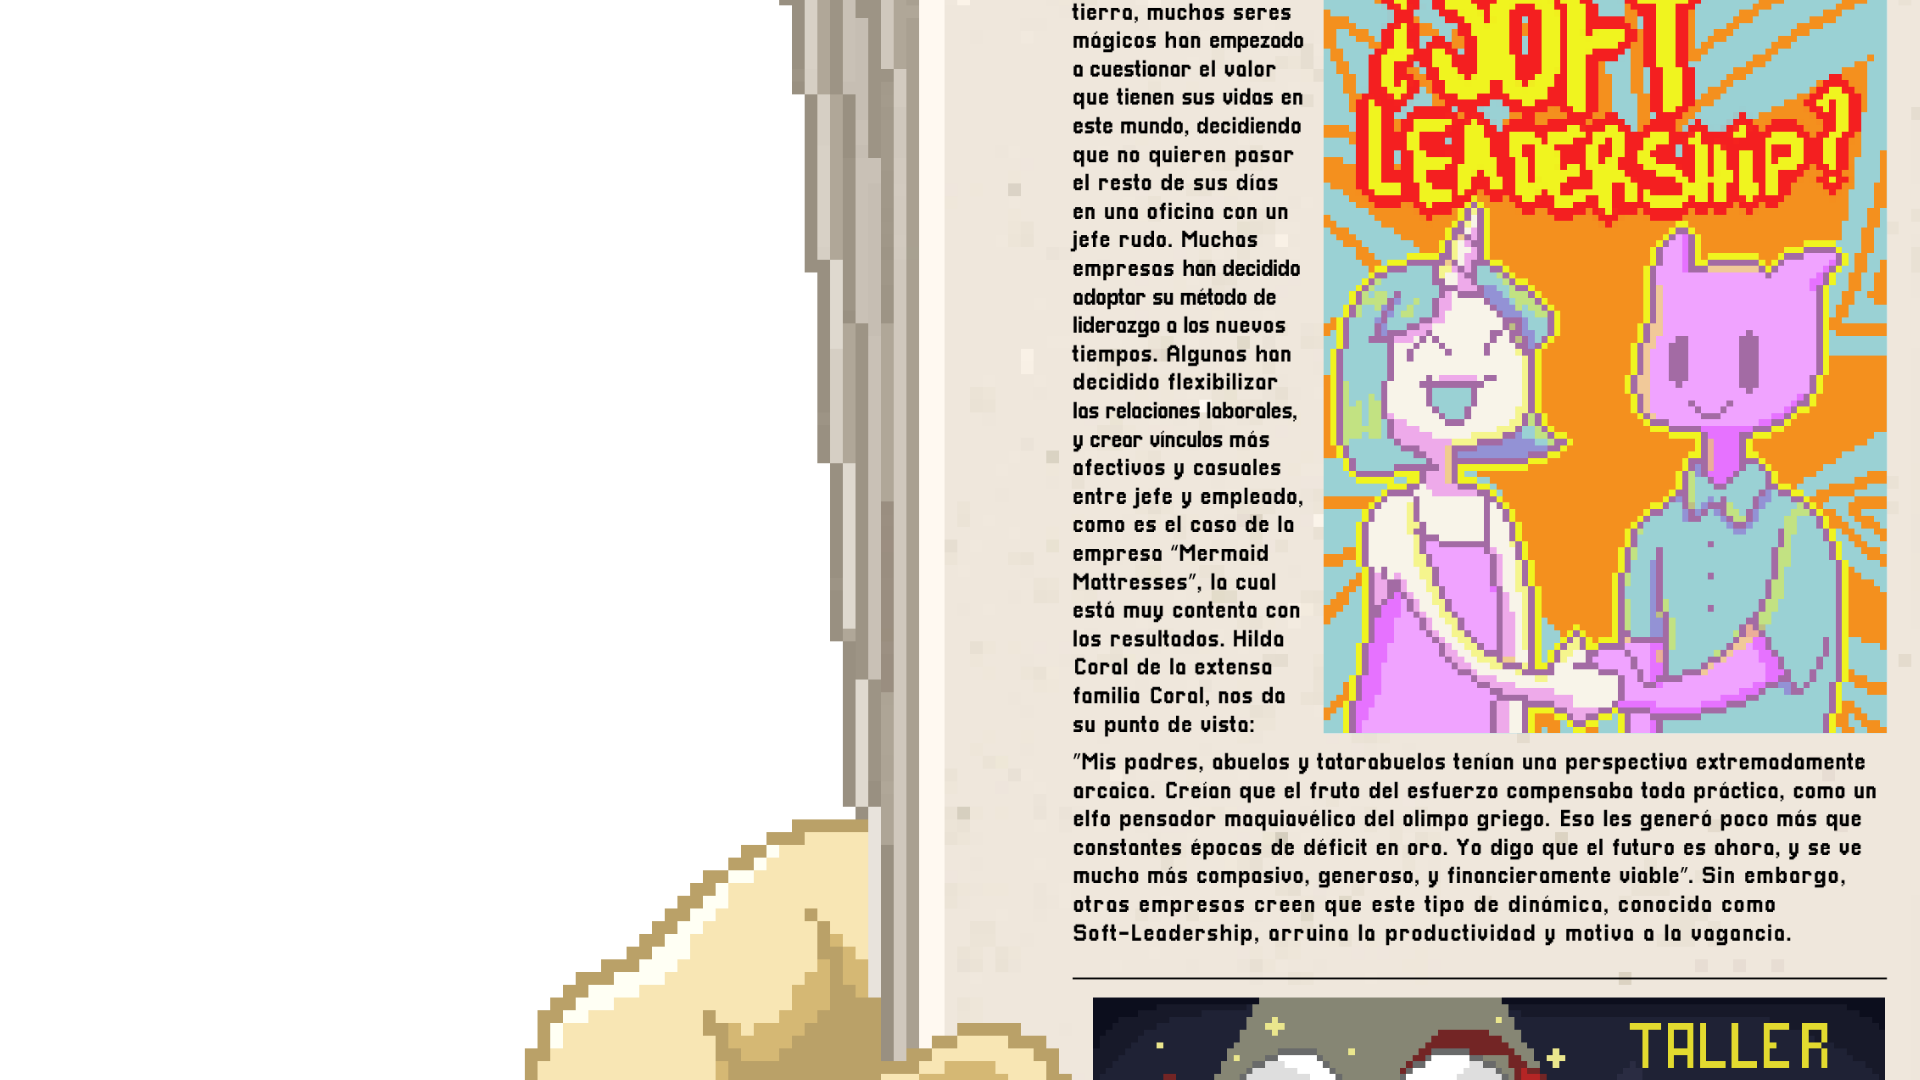 tierra, muchos seres
mágicos han empezado
a cuestionar el valor
que tienen sus vidas en
este mundo, decidiendo
que no quieren pasar
el resto de sus días
en una oficina con un
jefe rudo. Muchas
empresas han decidido
adoptar su método de
liderazgo a los nuevos
tiempos. Algunas han
decidido flexibilizar
las relaciones laborales,
y crear vínculos más
afectivos y casuales
entre jefe y empleado,
como es el caso de la
empresa "Mermaid
Mattresses", la cual
está muy contenta con
los resultados. Hilda
Coral de la extensa
familia Coral, nos da
su punto de vista:
¿SOFT
LEADERSHIP?
"Mis padres, abuelos y tatarabuelos tenían una perspectiva extremadamente
arcaica. Creían que el fruto del esfuerzo compensaba toda práctica, como un
elfo pensador maquiavélico del olimpo griego. Eso les generó poco más que
constantes épocas de déficit en oro. Yo digo que el futuro es ahora, y se ve
mucho más compasivo, generoso, y financieramente viable". Sin embargo,
otras empresas creen que este tipo de dinámica, conocida como
Soft-Leadership, arruina la productividad y motiva a la vagancia.
TALLER